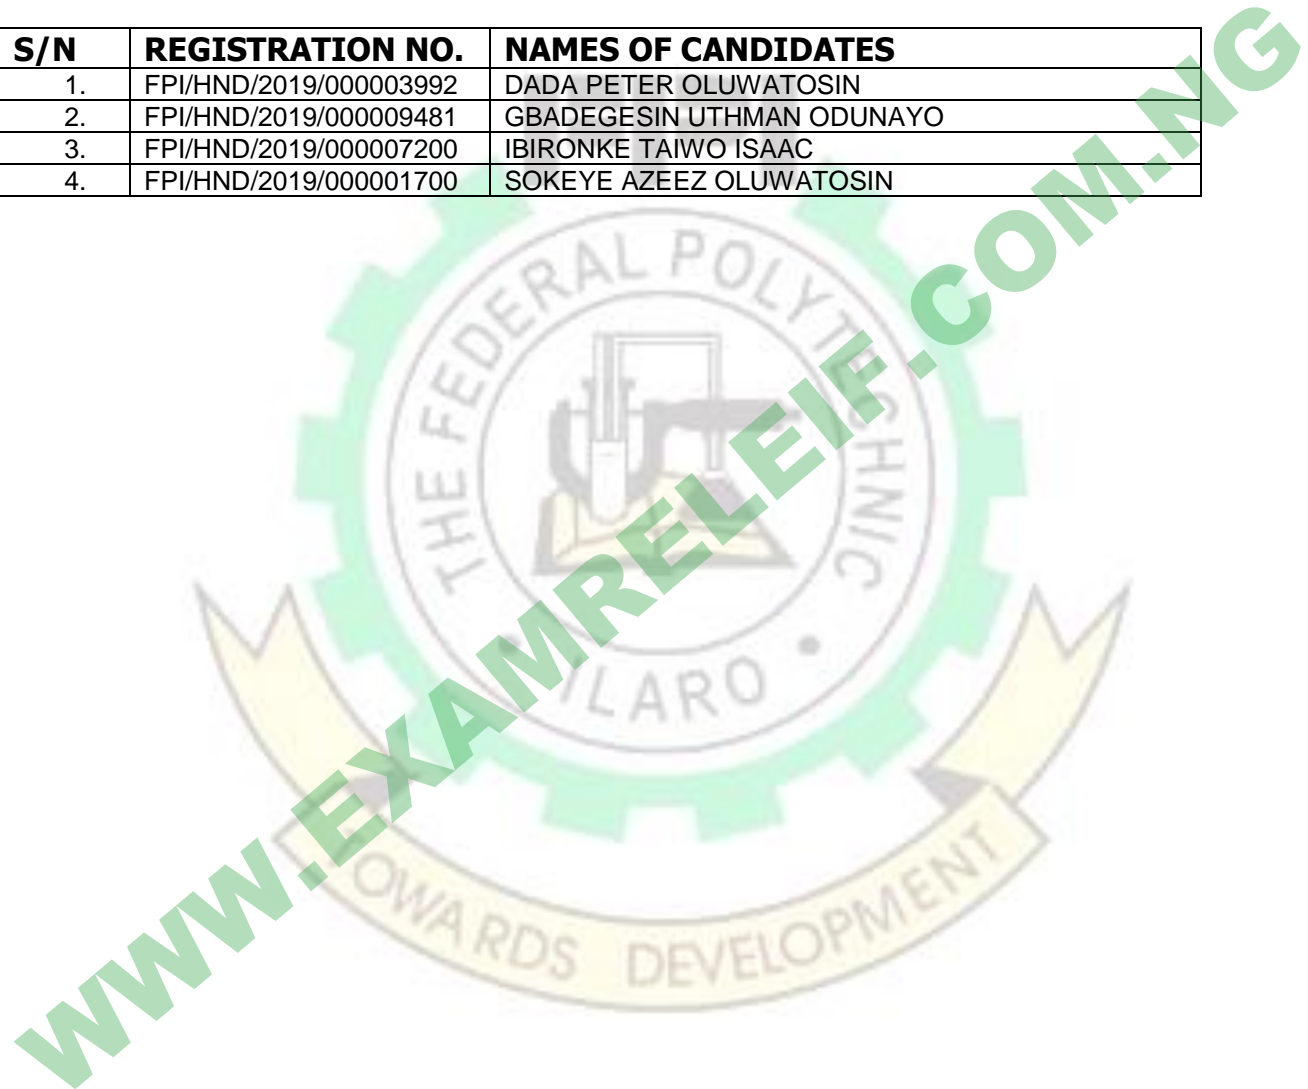 S/N REGISTRATION NO. NAMES OF CANDIDATES
1. FPI/HND/2019/000003992 DADA PETER OLUWATOSIN
2. FPI/HND/2019/000009481 GBADEGESIN UTHMAN ODUNAYO
3. FPI/HND/2019/000007200 IBIRONKE TAIWO ISAAC
4. FPI/HND/2019/000001700 SOKEYE AZEEZ OLUWATOSIN
THE FEDERAL POLYTECHNIC
ILARO
TOWARDS DEVELOPMENT
WWW.EXAMRELEIF.COM.NG